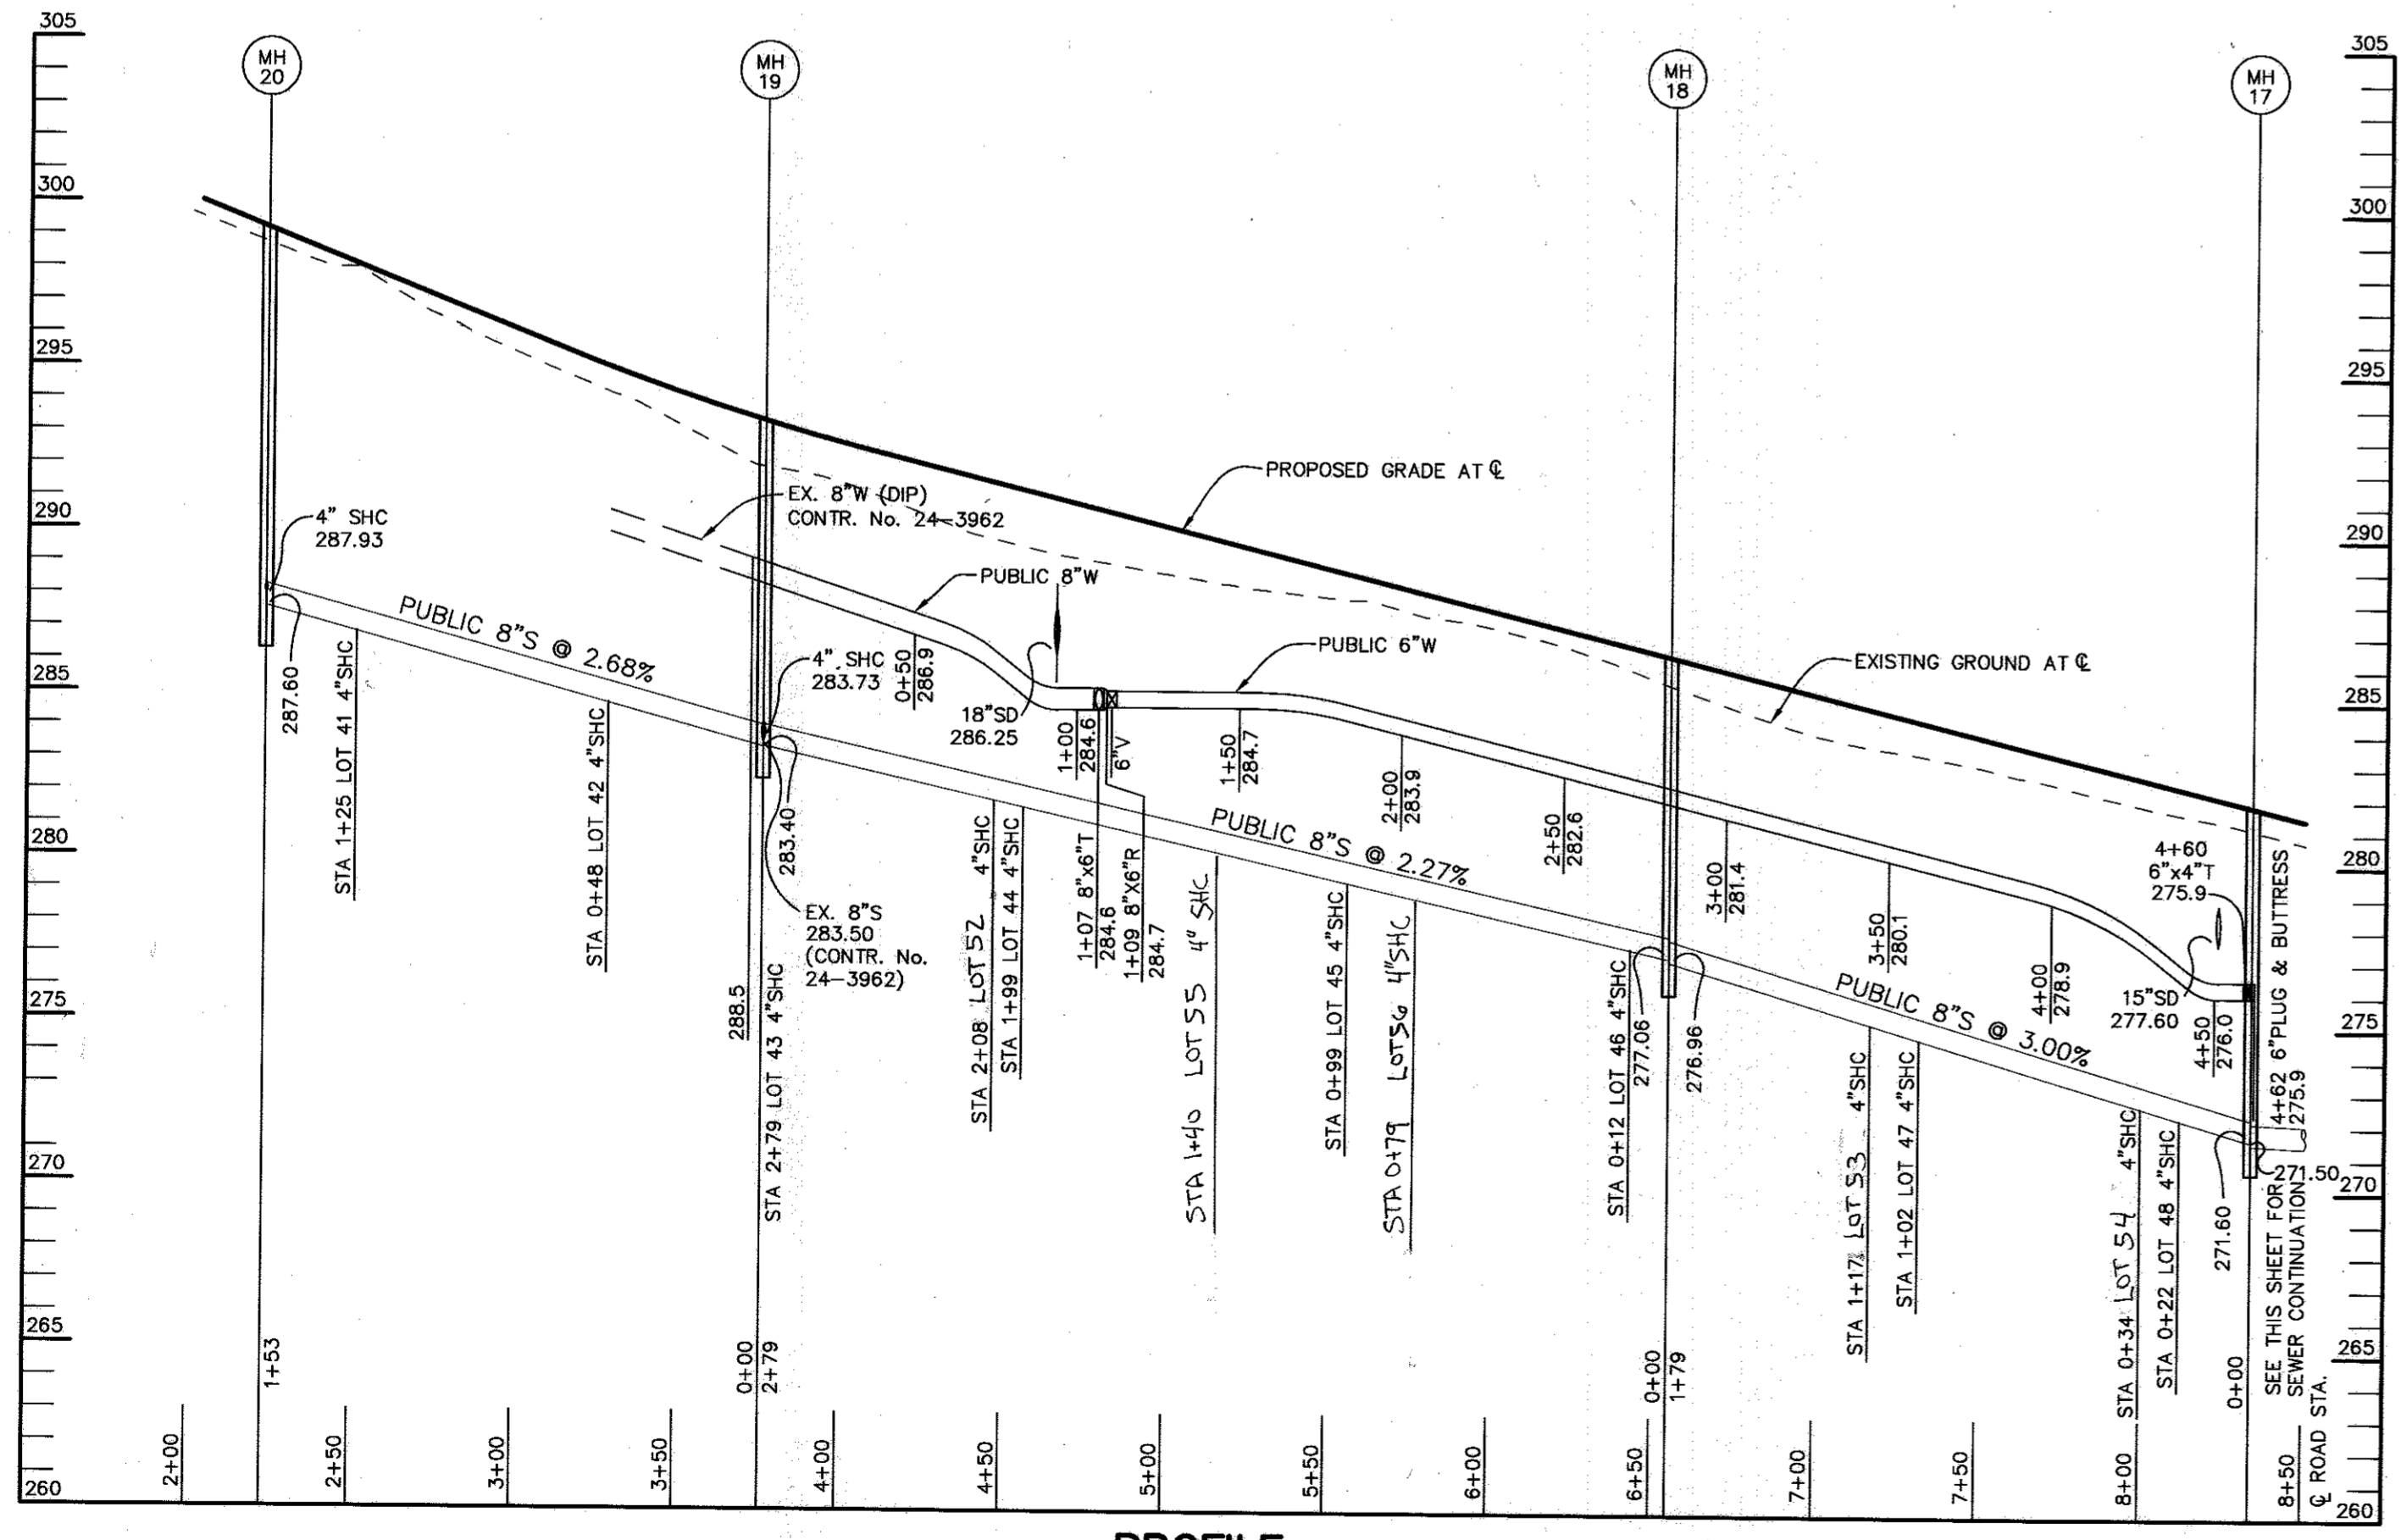 305
300
295
290
285
280
275
270
265
260
MH
20
MH
19
MH
18
MH
17
305
300
295
290
285
280
275
270
265
260
PROPOSED GRADE AT ℄
EX. 8"W (DIP)
CONTR. No. 24-3962
4" SHC
287.93
PUBLIC 8"W
PUBLIC 8"S @ 2.68%
PUBLIC 6"W
EXISTING GROUND AT ℄
4" SHC
283.73
0+50
286.9
18"SD
286.25
287.60
STA 1+25 LOT 41 4"SHC
STA 0+48 LOT 42 4"SHC
283.40
EX. 8"S
283.50
(CONTR. No.
24-3962)
288.5
STA 2+79 LOT 43 4"SHC
1+00
284.6
6"V
1+07 8"x6"T
284.6
1+09 8"X6"R
284.7
1+50
284.7
2+00
283.9
2+50
282.6
PUBLIC 8"S @ 2.27%
STA 2+08 LOT 52 4"SHC
STA 1+99 LOT 44 4"SHC
STA 1+40 LOT 55 4" SHC
STA 0+99 LOT 45 4"SHC
STA 0+79 LOT 56 4"SHC
STA 0+12 LOT 46 4"SHC
277.06
276.96
3+00
281.4
3+50
280.1
4+00
278.9
4+50
276.0
4+60
6"x4"T
275.9
15"SD
277.60
PUBLIC 8"S @ 3.00%
4+62 6"PLUG & BUTTRESS
275.9
STA 1+17 LOT 53 4"SHC
STA 1+02 LOT 47 4"SHC
STA 0+34 LOT 54 4"SHC
STA 0+22 LOT 48 4"SHC
271.60
271.50
SEE THIS SHEET FOR
SEWER CONTINUATION
1+53
0+00
2+79
0+00
1+79
0+00
2+00
2+50
3+00
3+50
4+00
4+50
5+00
5+50
6+00
6+50
7+00
7+50
8+00
8+50
℄ ROAD STA.
PROFILE